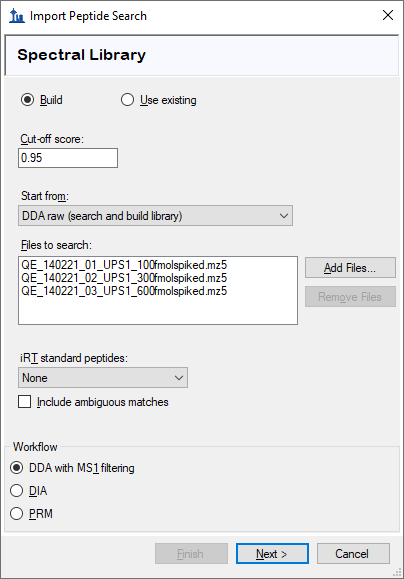 Import Peptide Search
Spectral Library
Build
Use existing
Cut-off score:
0.95
Start from:
DDA raw (search and build library)
Files to search:
QE_140221_01_UPS1_100fmolspiked.mz5
QE_140221_02_UPS1_300fmolspiked.mz5
QE_140221_03_UPS1_600fmolspiked.mz5
Add Files...
Remove Files
iRT standard peptides:
None
Include ambiguous matches
Workflow
DDA with MS1 filtering
DIA
PRM
Finish
Next >
Cancel